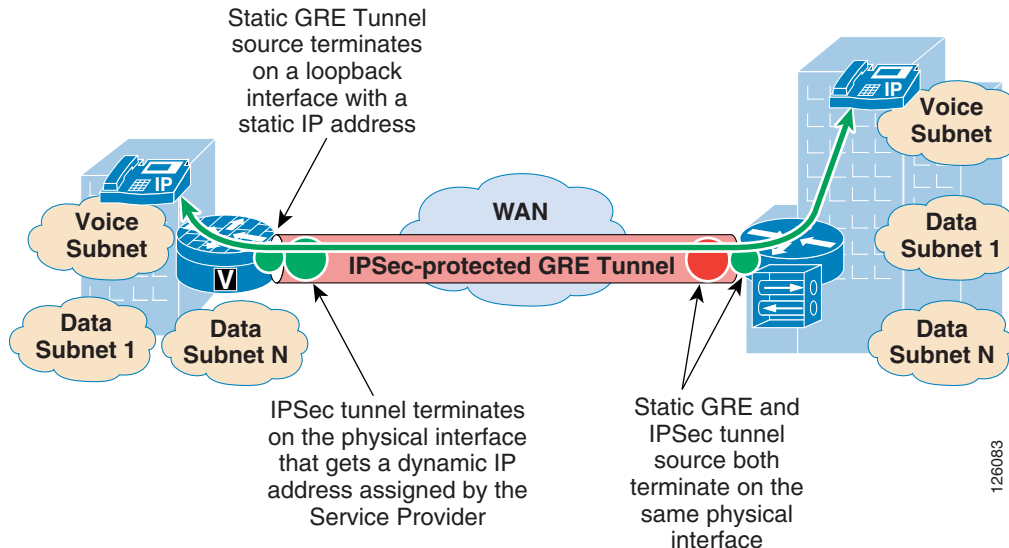 Static GRE Tunnel
source terminates
on a loopback
interface with a
static IP address
IP
Voice
Subnet
V
Data
Subnet 1
Data
Subnet N
WAN
IPSec-protected GRE Tunnel
IP
Voice
Subnet
Data
Subnet 1
Data
Subnet N
IPSec tunnel terminates
on the physical interface
that gets a dynamic IP
address assigned by the
Service Provider
Static GRE and
IPSec tunnel
source both
terminate on the
same physical
interface
126083